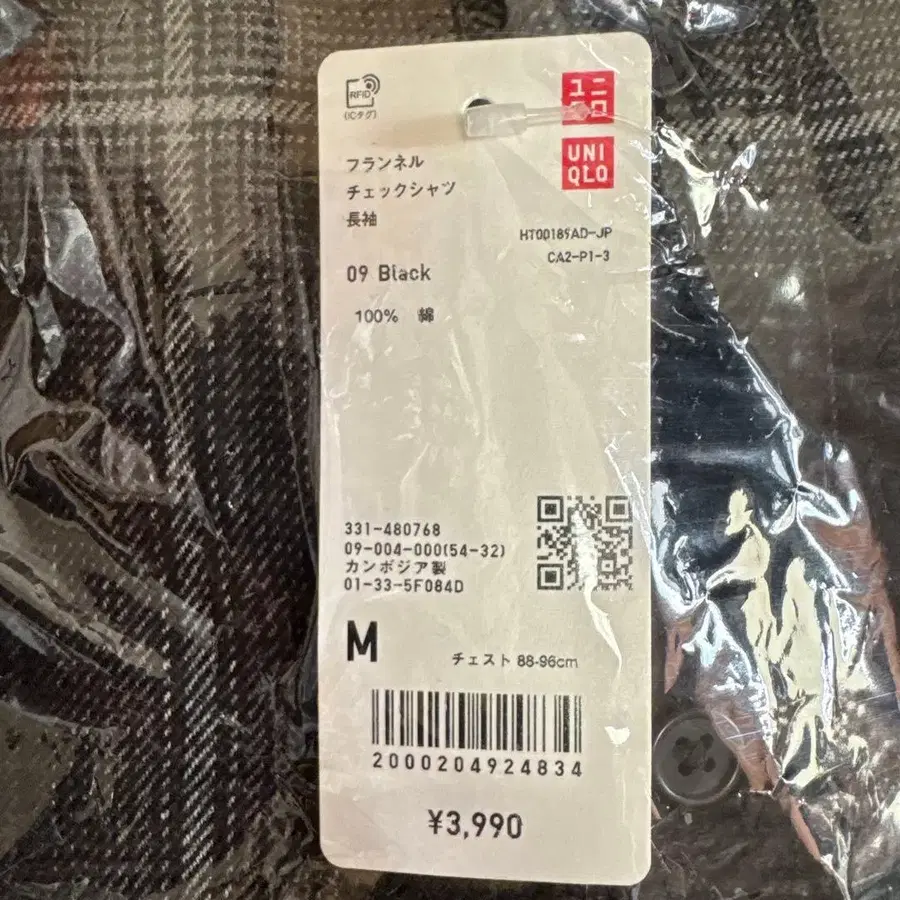 RFID
(ICタグ)
ユニ
クロ
UNI
QLO
フランネル
チェックシャツ
長袖
HT00189AD-JP
CA2-P1-3
09 Black
100% 綿
331-480768
09-004-000(54-32)
カンボジア製
01-33-5F084D
M
チェスト 88-96cm
2000204924834
¥3,990